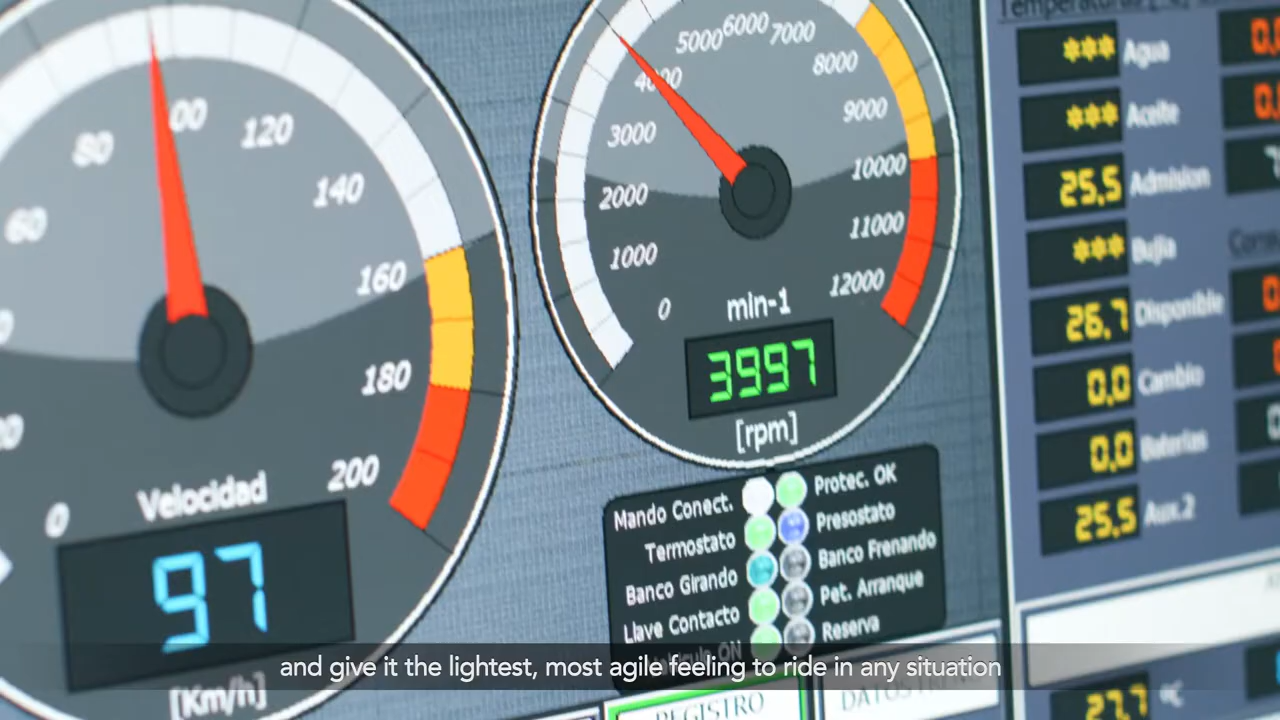 80
00
120
60
140
160
180
200
0
Velocidad
97
[Km/h]
5000
6000
7000
4000
8000
3000
9000
2000
10000
1000
11000
0
12000
min-1
3997
[rpm]
Mando Conect.
Protec. OK
Termostato
Presostato
Banco Girando
Banco Frenando
Llave Contacto
Pet. Arranque
ON
Reserva
REGISTRO
Temperaturas
*** Agua
*** Aceite
25,5 Admision
*** Bujia
26,7 Disponible
0,0 Cambio
0,0 Baterias
25,5 Aux.2
27,7 ºC
and give it the lightest, most agile feeling to ride in any situation